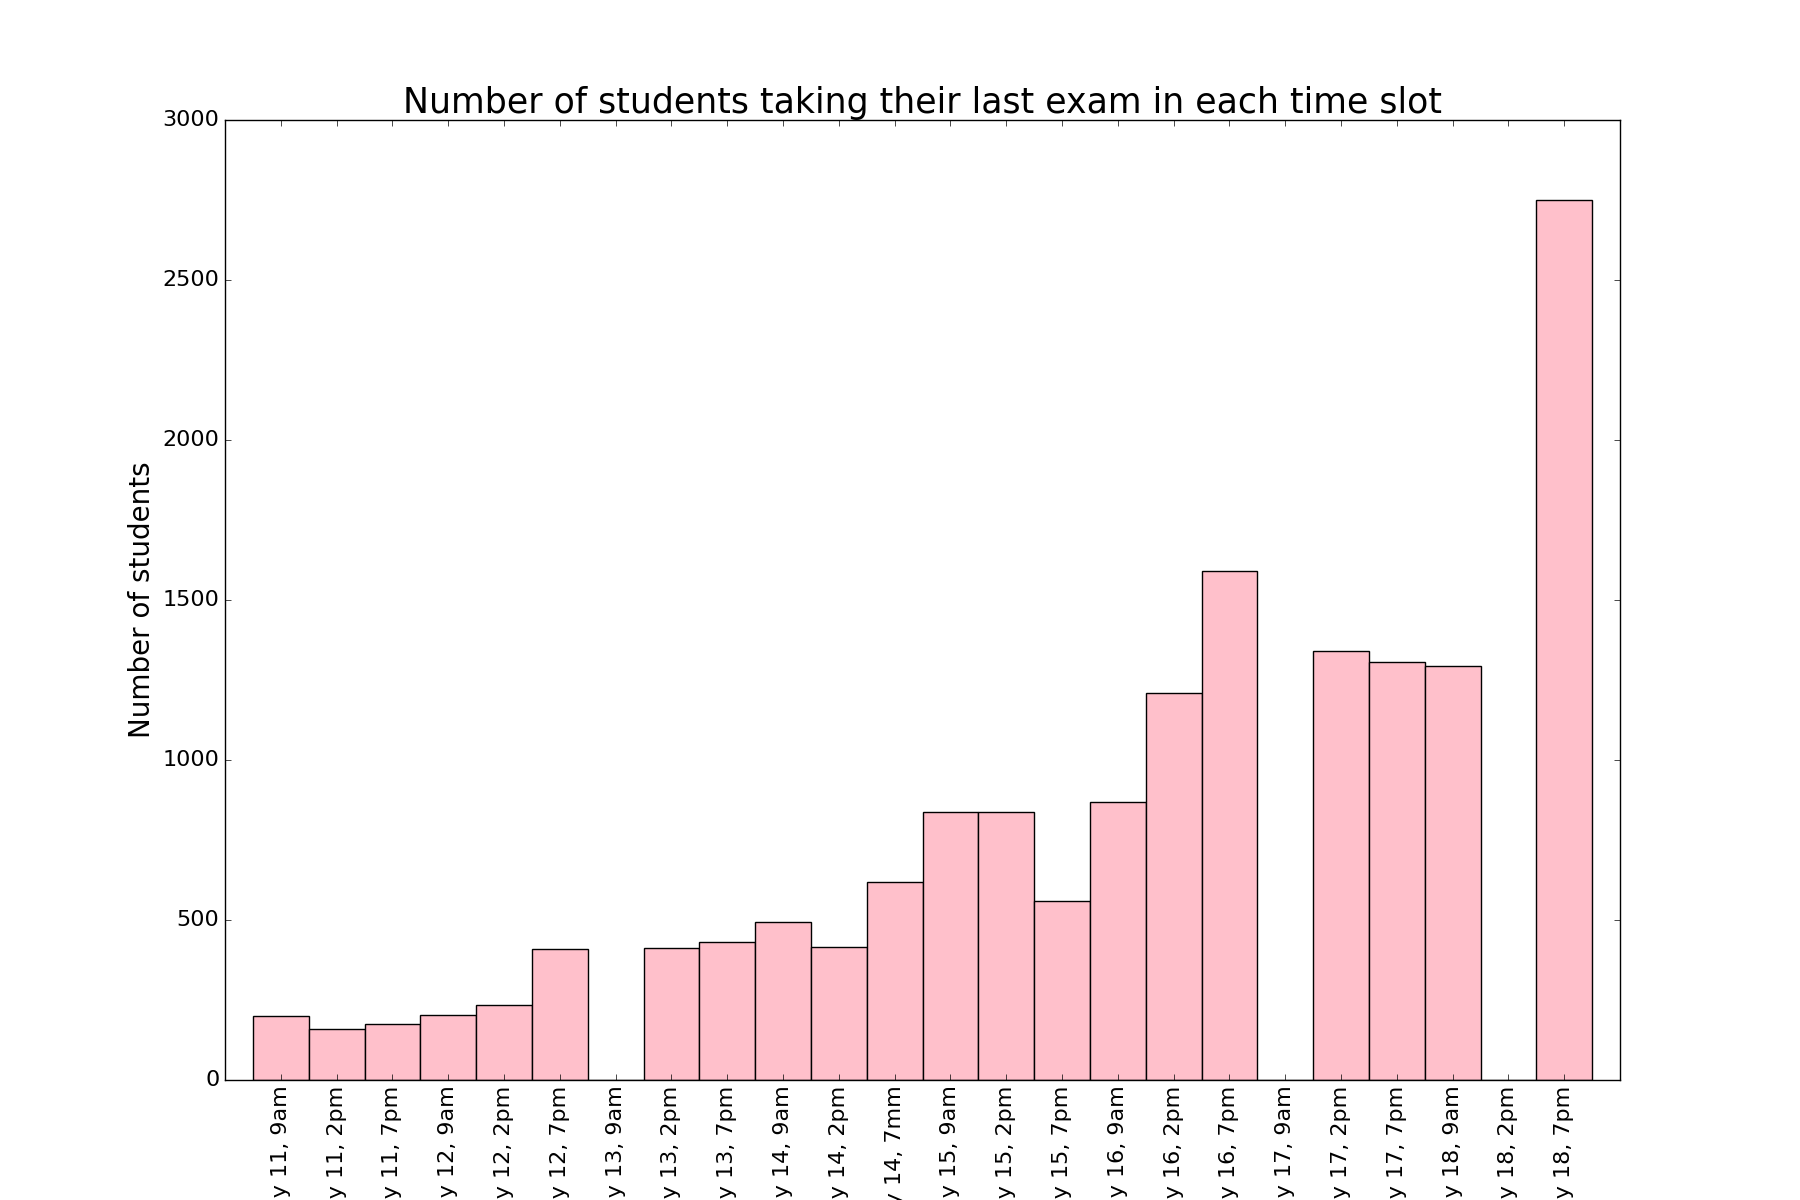 Number of students taking their last exam in each time slot
Number of students
3000
2500
2000
1500
1000
500
0
y 11, 9am
y 11, 2pm
y 11, 7pm
y 12, 9am
y 12, 2pm
y 12, 7pm
y 13, 9am
y 13, 2pm
y 13, 7pm
y 14, 9am
y 14, 2pm
y 14, 7mm
y 15, 9am
y 15, 2pm
y 15, 7pm
y 16, 9am
y 16, 2pm
y 16, 7pm
y 17, 9am
y 17, 2pm
y 17, 7pm
y 18, 9am
y 18, 2pm
y 18, 7pm